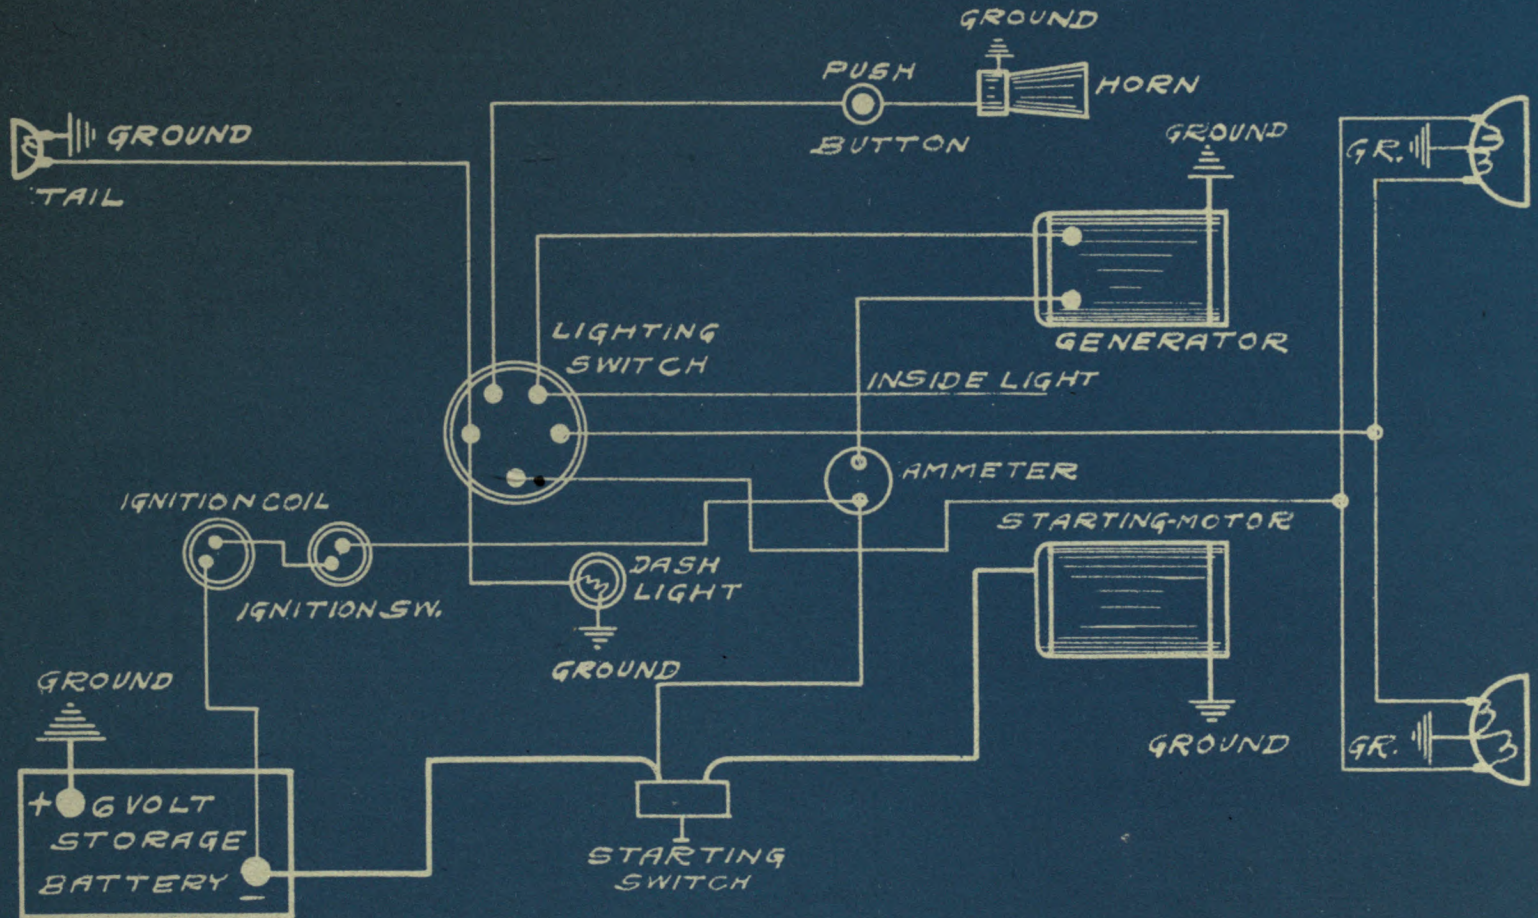 GROUND
PUSH
BUTTON
HORN
GROUND
TAIL
GROUND
GR.
GENERATOR
LIGHTING
SWITCH
INSIDE LIGHT
AMMETER
IGNITION COIL
IGNITION SW.
STARTING-MOTOR
DASH
LIGHT
GROUND
GROUND
GROUND
GR.
+ 6 VOLT
STORAGE
BATTERY
-
STARTING
SWITCH